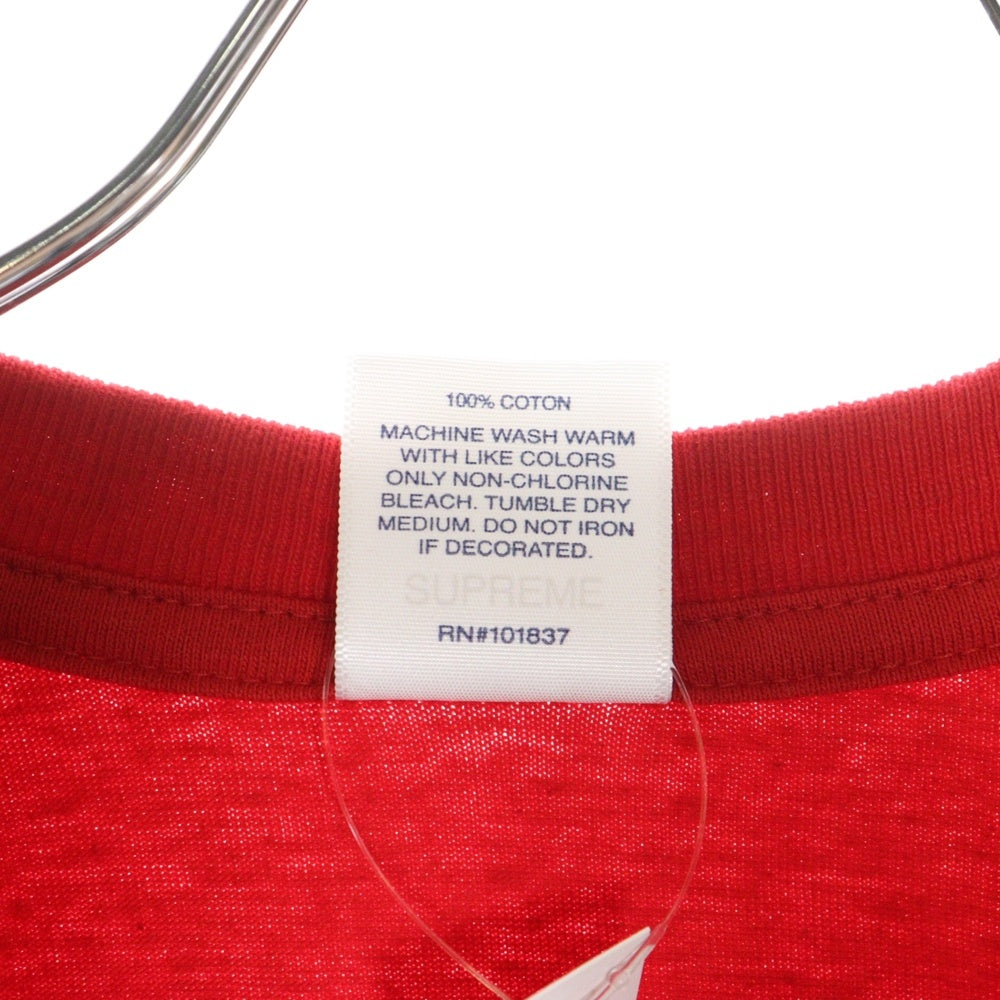 100% COTON
MACHINE WASH WARM
WITH LIKE COLORS
ONLY NON-CHLORINE
BLEACH. TUMBLE DRY
MEDIUM. DO NOT IRON
IF DECORATED.
SUPREME
RN#101837